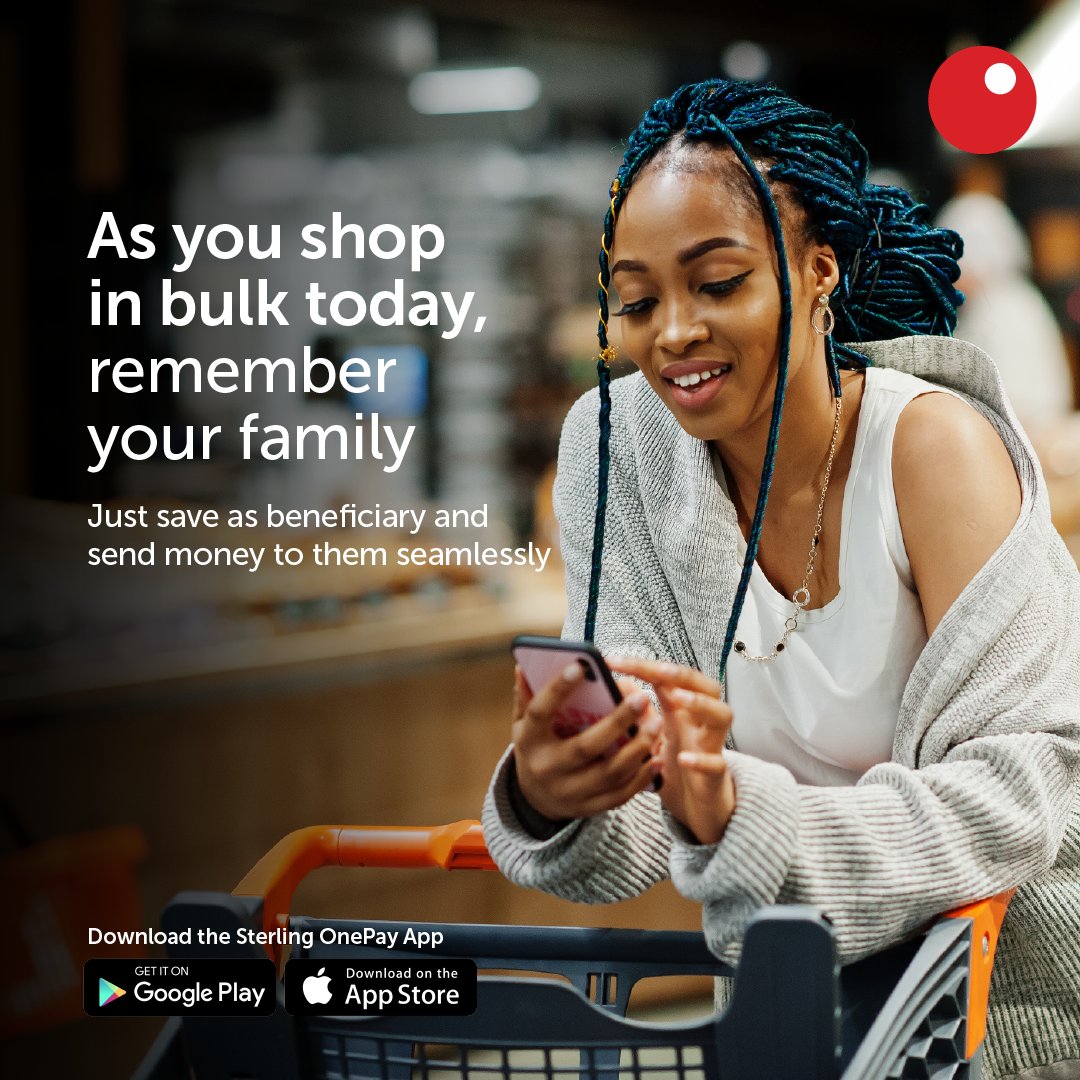 As you shop
in bulk today,
remember
your family
Just save as beneficiary and
send money to them seamlessly
Download the Sterling OnePay App
GET IT ON
Google Play
Download on the
App Store